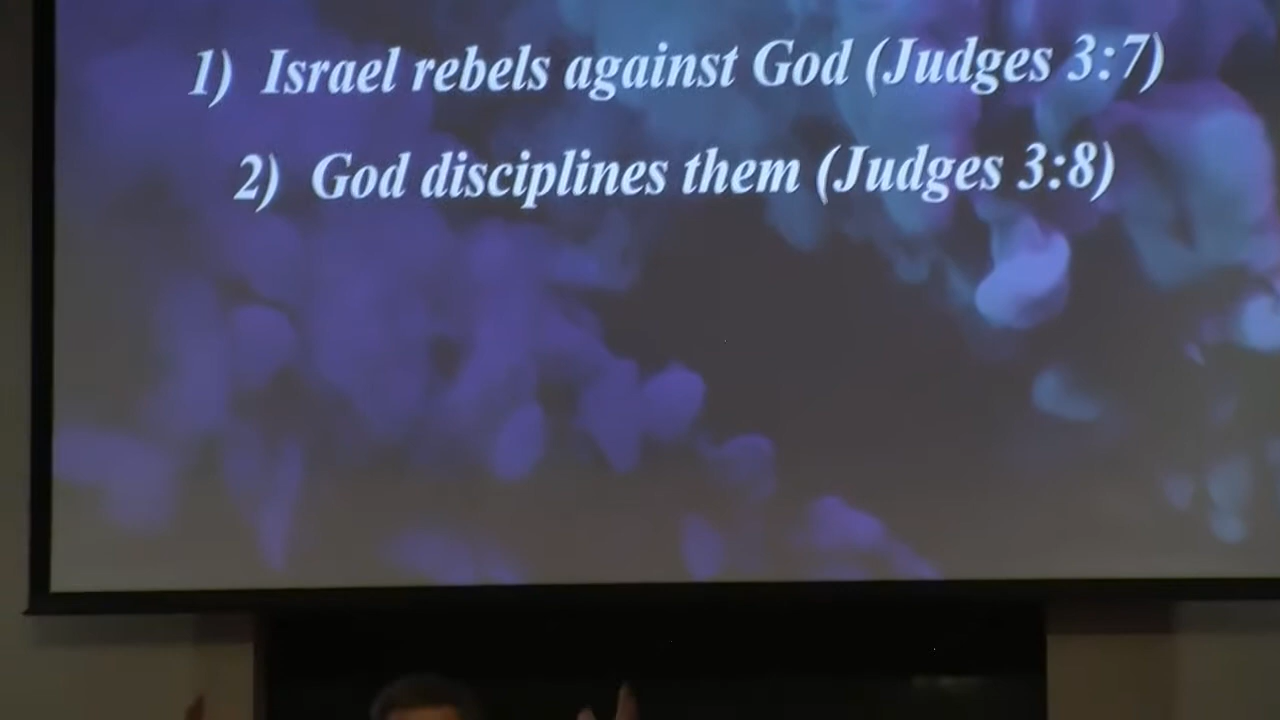 1) Israel rebels against God (Judges 3:7)
2) God disciplines them (Judges 3:8)